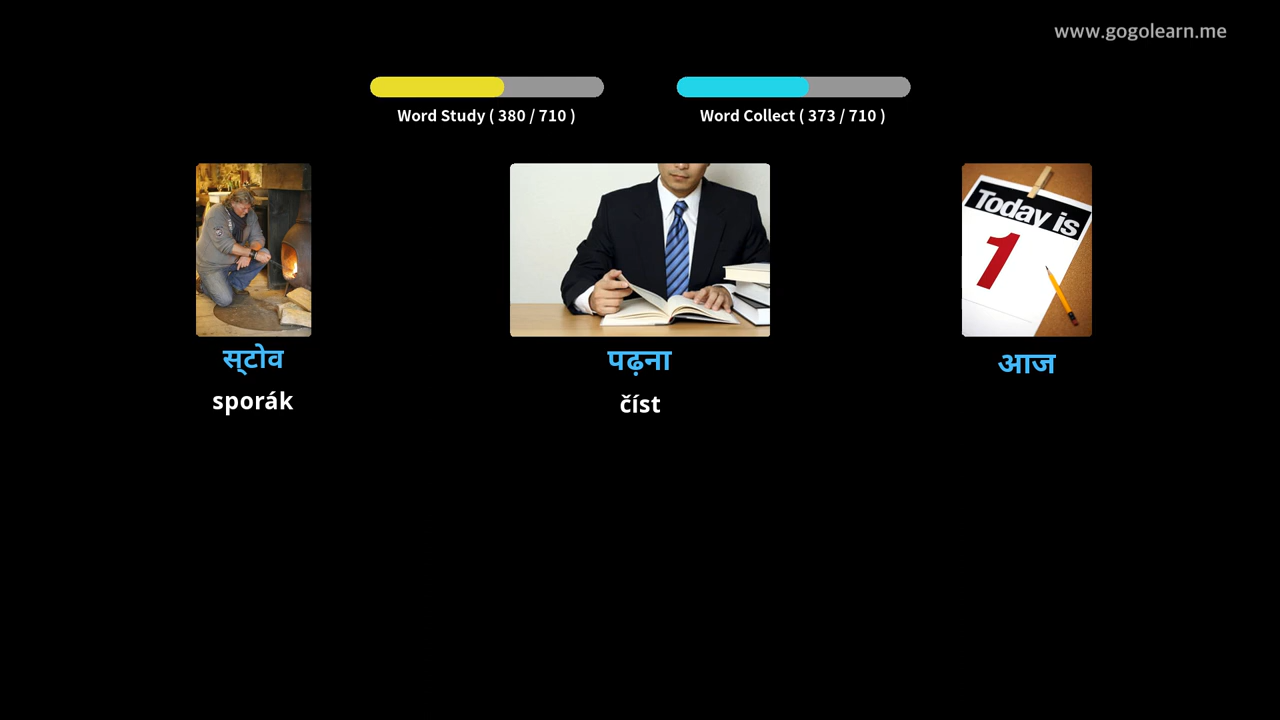 www.gogolearn.me
Word Study ( 380 / 710 )
Word Collect ( 373 / 710 )
Today is
1
स्टोव
पढ़ना
आज
sporák
číst